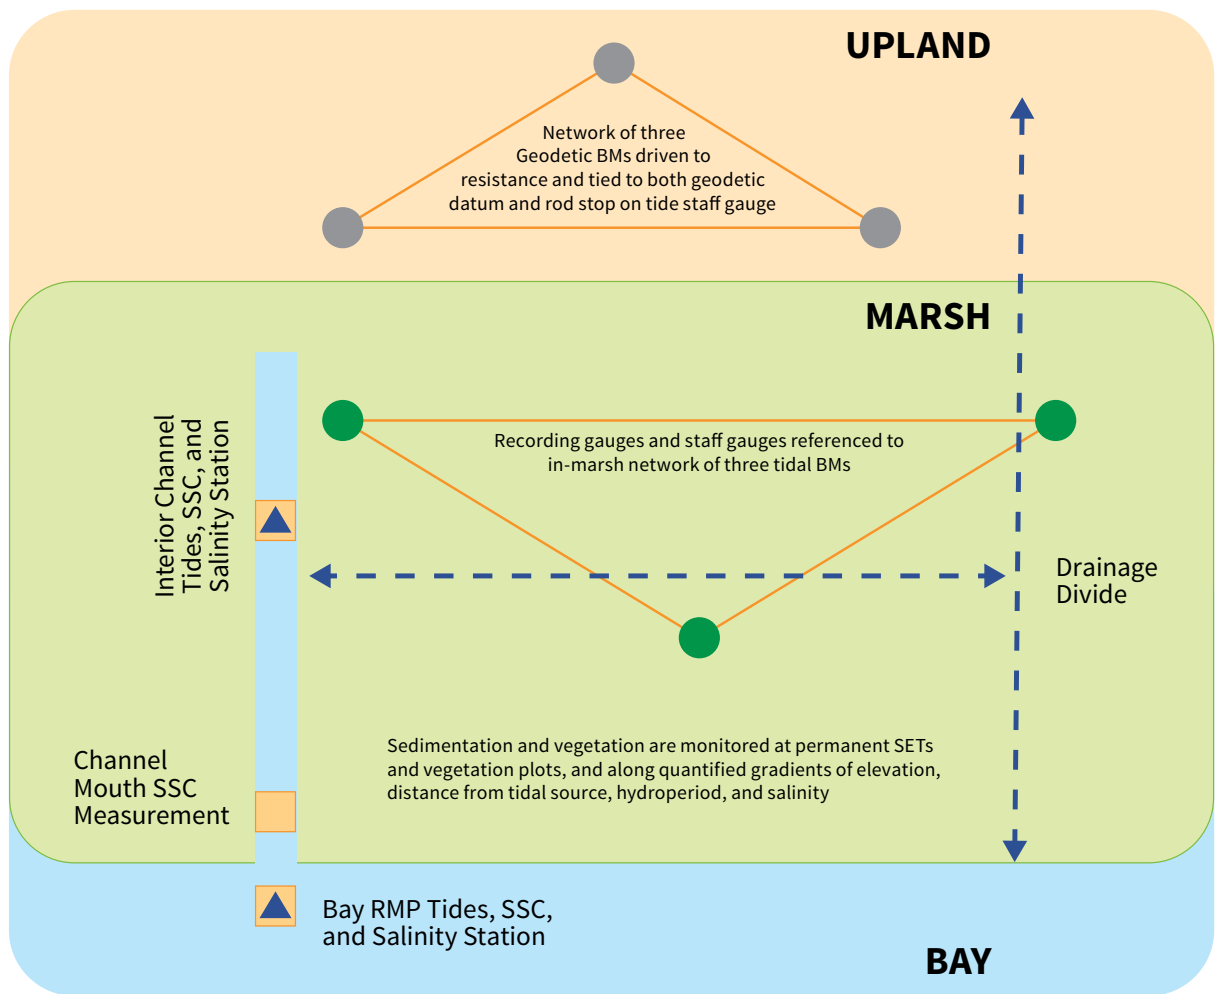 UPLAND
Network of three
Geodetic BMs driven to
resistance and tied to both geodetic
datum and rod stop on tide staff gauge
MARSH
Interior Channel
Tides, SSC, and
Salinity Station
Recording gauges and staff gauges referenced to
in-marsh network of three tidal BMs
Drainage
Divide
Channel
Mouth SSC
Measurement
Sedimentation and vegetation are monitored at permanent SETs
and vegetation plots, and along quantified gradients of elevation,
distance from tidal source, hydroperiod, and salinity
Bay RMP Tides, SSC,
and Salinity Station
BAY